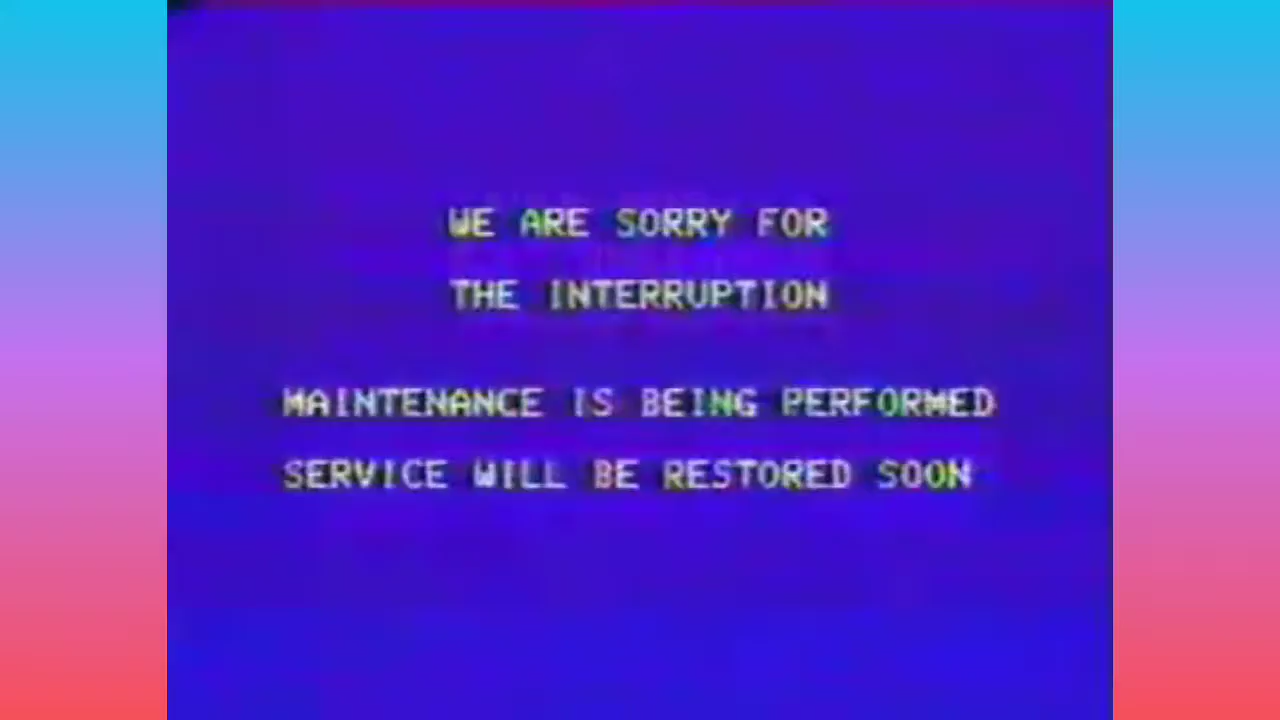 WE ARE SORRY FOR
THE INTERRUPTION
MAINTENANCE IS BEING PERFORMED
SERVICE WILL BE RESTORED SOON